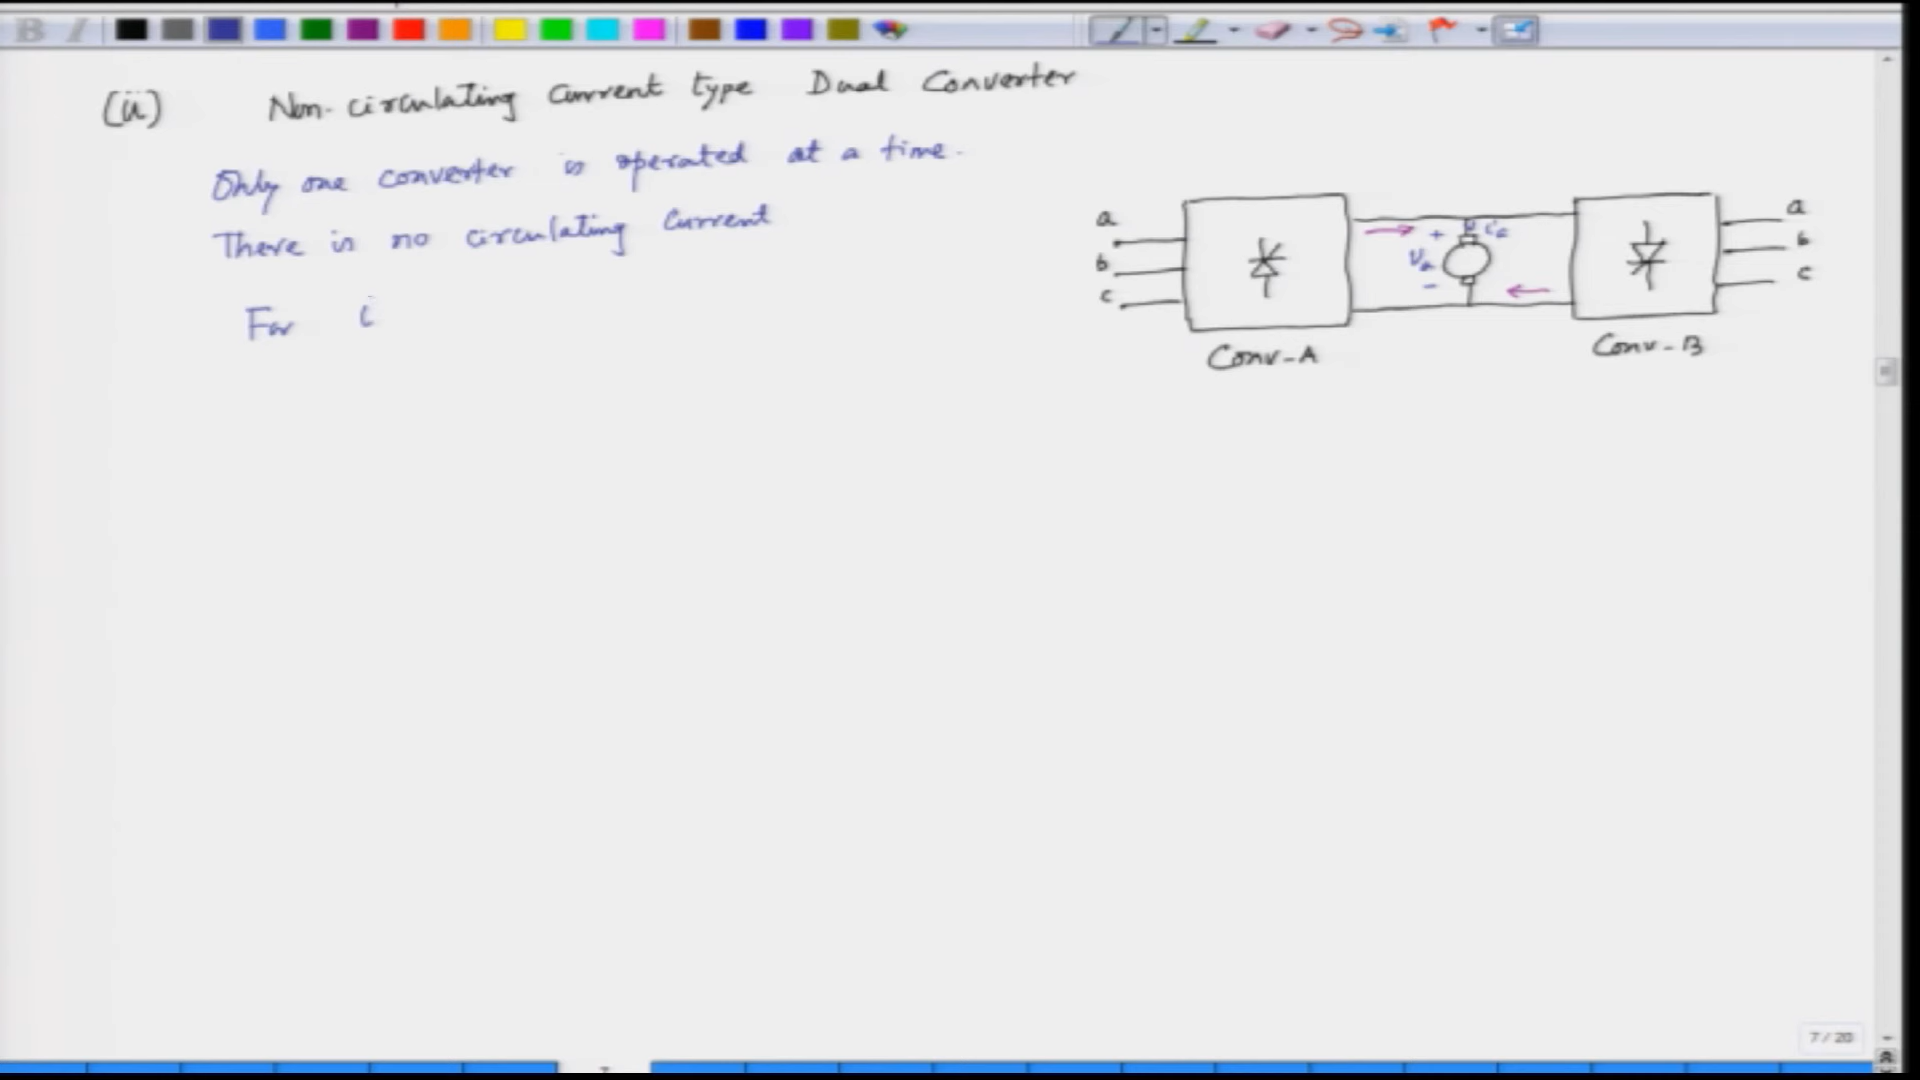 B I
(ii) Non-circulating current type Dual Converter
Only one converter is operated at a time.
There is no circulating current
For i
a
b
c
+ ia
Va
-
Conv-A
a
b
c
Conv-B
7 / 20